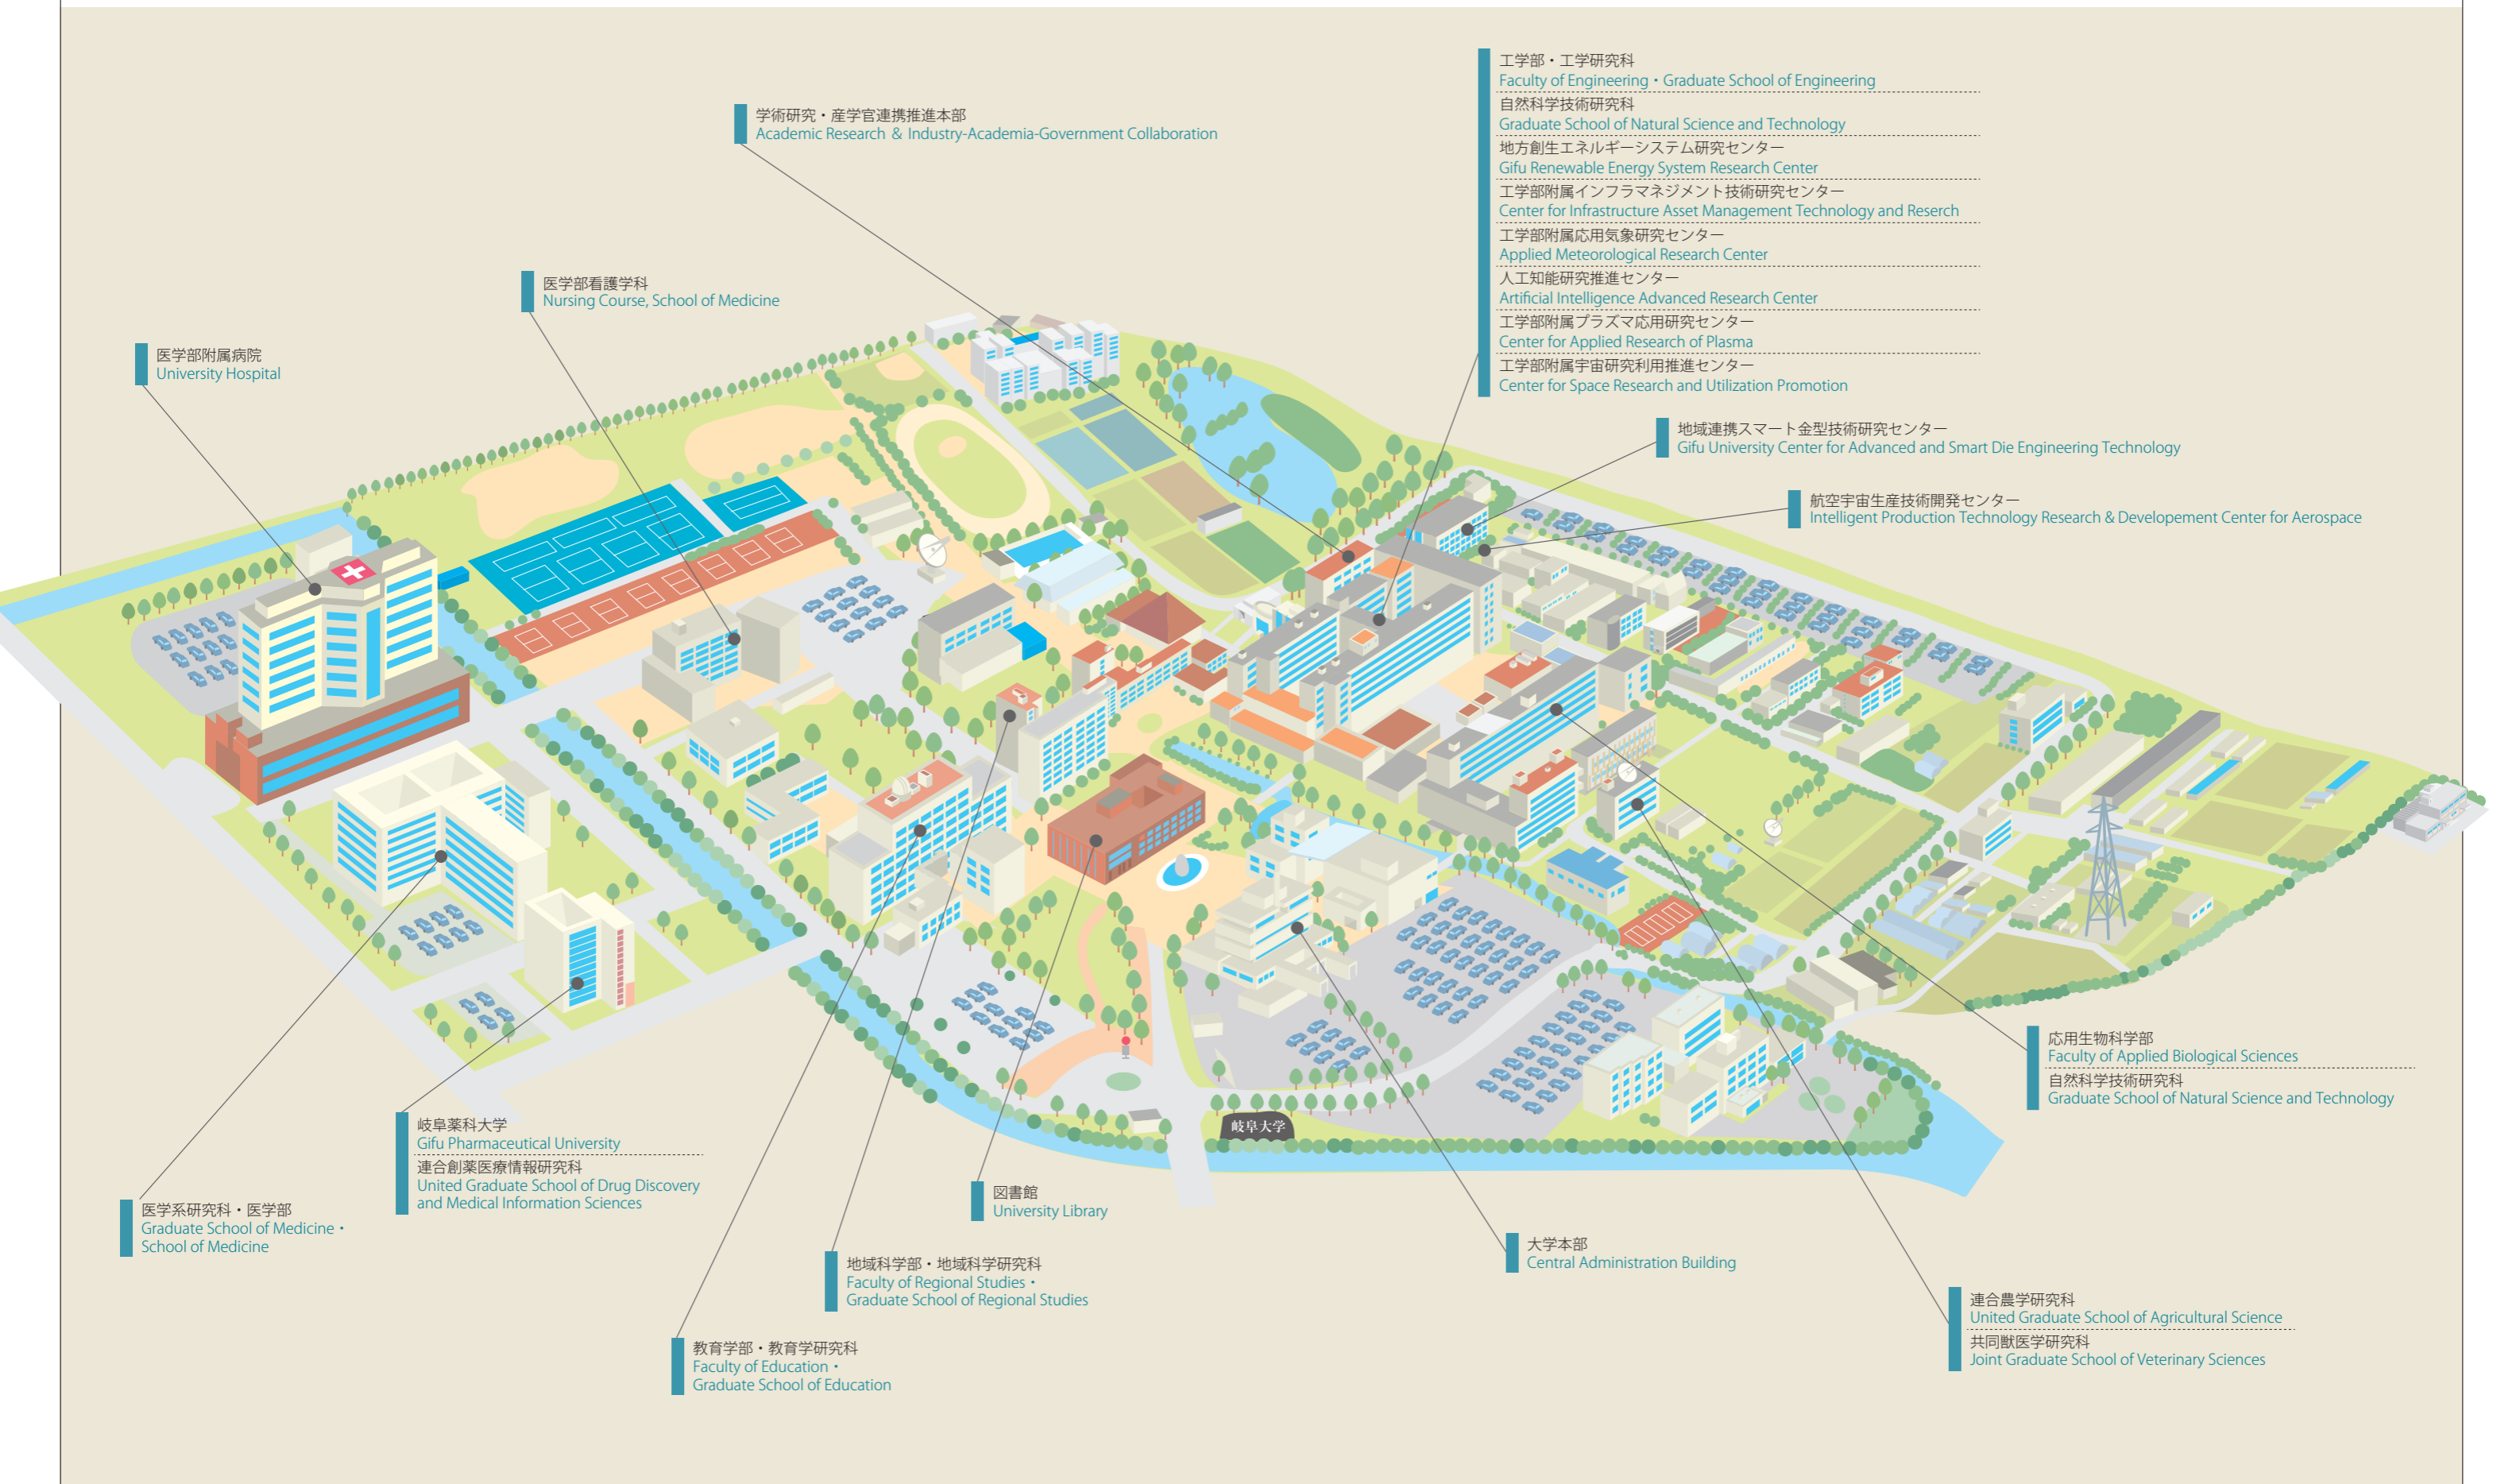 工学部・工学研究科
Faculty of Engineering・Graduate School of Engineering
自然科学技術研究科
Graduate School of Natural Science and Technology
地方創生エネルギーシステム研究センター
Gifu Renewable Energy System Research Center
工学部附属インフラマネジメント技術研究センター
Center for Infrastructure Asset Management Technology and Reserch
工学部附属応用気象研究センター
Applied Meteorological Research Center
人工知能研究推進センター
Artificial Intelligence Advanced Research Center
工学部附属プラズマ応用研究センター
Center for Applied Research of Plasma
工学部附属宇宙研究利用推進センター
Center for Space Research and Utilization Promotion
学術研究・産学官連携推進本部
Academic Research & Industry-Academia-Government Collaboration
医学部看護学科
Nursing Course, School of Medicine
医学部附属病院
University Hospital
地域連携スマート金型技術研究センター
Gifu University Center for Advanced and Smart Die Engineering Technology
航空宇宙生産技術開発センター
Intelligent Production Technology Research & Developement Center for Aerospace
応用生物科学部
Faculty of Applied Biological Sciences
自然科学技術研究科
Graduate School of Natural Science and Technology
岐阜大学
岐阜薬科大学
Gifu Pharmaceutical University
連合創薬医療情報研究科
United Graduate School of Drug Discovery
and Medical Information Sciences
医学系研究科・医学部
Graduate School of Medicine・
School of Medicine
図書館
University Library
地域科学部・地域科学研究科
Faculty of Regional Studies・
Graduate School of Regional Studies
大学本部
Central Administration Building
連合農学研究科
United Graduate School of Agricultural Science
共同獣医学研究科
Joint Graduate School of Veterinary Sciences
教育学部・教育学研究科
Faculty of Education・
Graduate School of Education